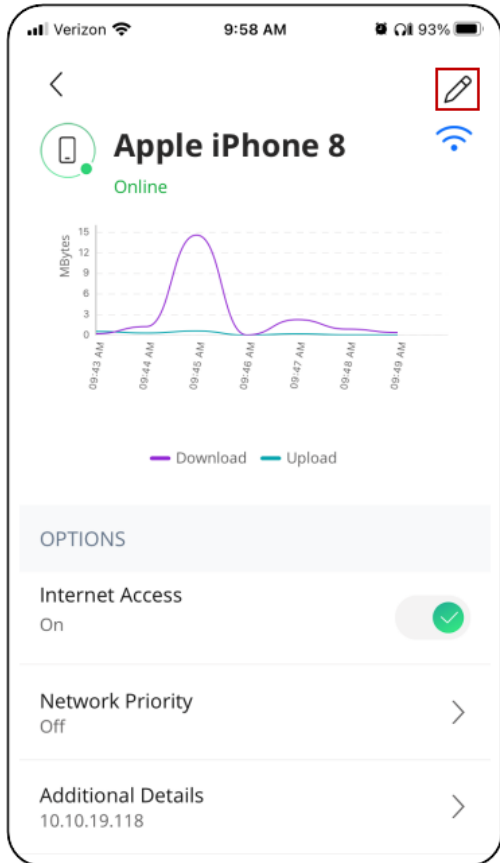 Verizon 9:58 AM 93%
Apple iPhone 8
Online
MBytes
15
12
9
6
3
0
09:43 AM 09:44 AM 09:45 AM 09:46 AM 09:47 AM 09:48 AM 09:49 AM
Download Upload
OPTIONS
Internet Access
On
Network Priority
Off
Additional Details
10.10.19.118